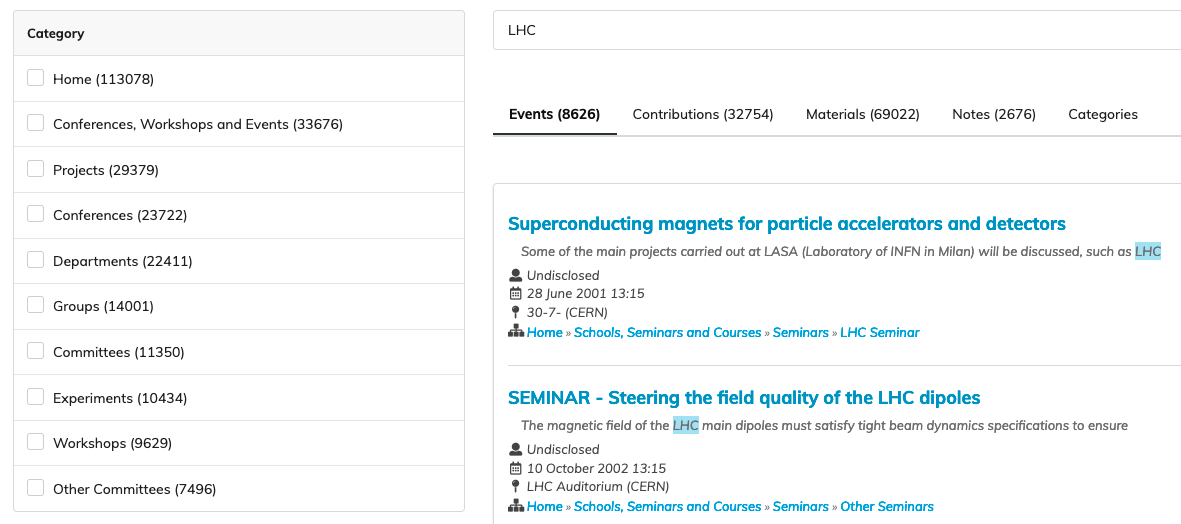 Category
Home (113078)
Conferences, Workshops and Events (33676)
Projects (29379)
Conferences (23722)
Departments (22411)
Groups (14001)
Committees (11350)
Experiments (10434)
Workshops (9629)
Other Committees (7496)
LHC
Events (8626) Contributions (32754) Materials (69022) Notes (2676) Categories
Superconducting magnets for particle accelerators and detectors
Some of the main projects carried out at LASA (Laboratory of INFN in Milan) will be discussed, such as LHC
Undisclosed
28 June 2001 13:15
30-7- (CERN)
Home » Schools, Seminars and Courses » Seminars » LHC Seminar
SEMINAR - Steering the field quality of the LHC dipoles
The magnetic field of the LHC main dipoles must satisfy tight beam dynamics specifications to ensure
Undisclosed
10 October 2002 13:15
LHC Auditorium (CERN)
Home » Schools, Seminars and Courses » Seminars » Other Seminars